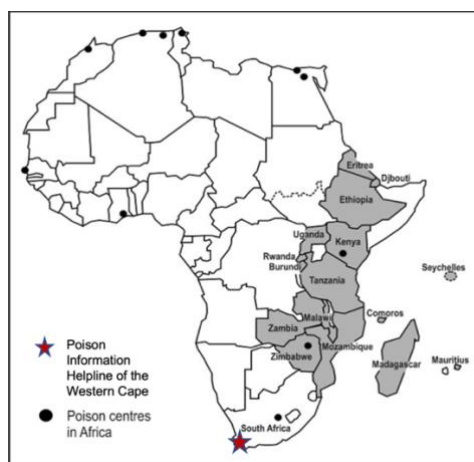 Eritrea
Djibouti
Ethiopia
Uganda
Kenya
Rwanda
Burundi
Seychelles
Tanzania
Comoros
Malawi
Zambia
Mozambique
Zimbabwe
Madagascar
Mauritius
South Africa
Poison
Information
Helpline of the
Western Cape
Poison centres
in Africa